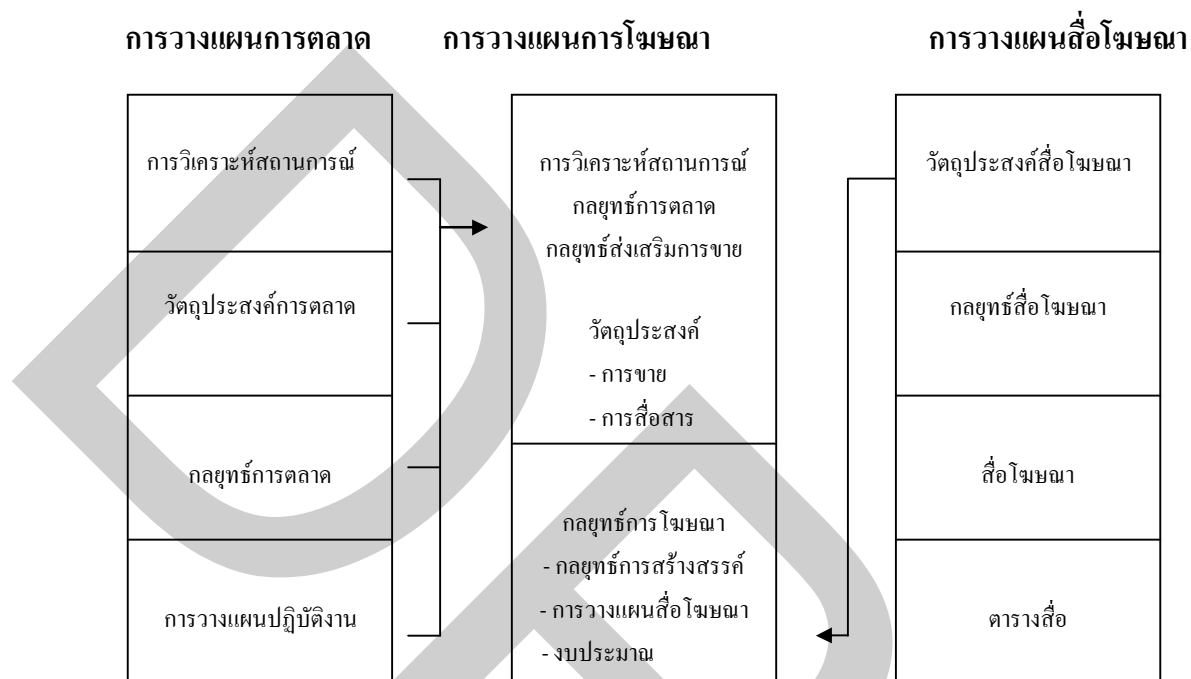 การวางแผนการตลาด
การวางแผนการโฆษณา
การวางแผนสื่อโฆษณา
การวิเคราะห์สถานการณ์
วัตถุประสงค์การตลาด
กลยุทธ์การตลาด
การวางแผนปฏิบัติงาน
การวิเคราะห์สถานการณ์
กลยุทธ์การตลาด
กลยุทธ์ส่งเสริมการขาย
วัตถุประสงค์
- การขาย
- การสื่อสาร
กลยุทธ์การโฆษณา
- กลยุทธ์การสร้างสรรค์
- การวางแผนสื่อโฆษณา
- งบประมาณ
วัตถุประสงค์สื่อโฆษณา
กลยุทธ์สื่อโฆษณา
สื่อโฆษณา
ตารางสื่อ